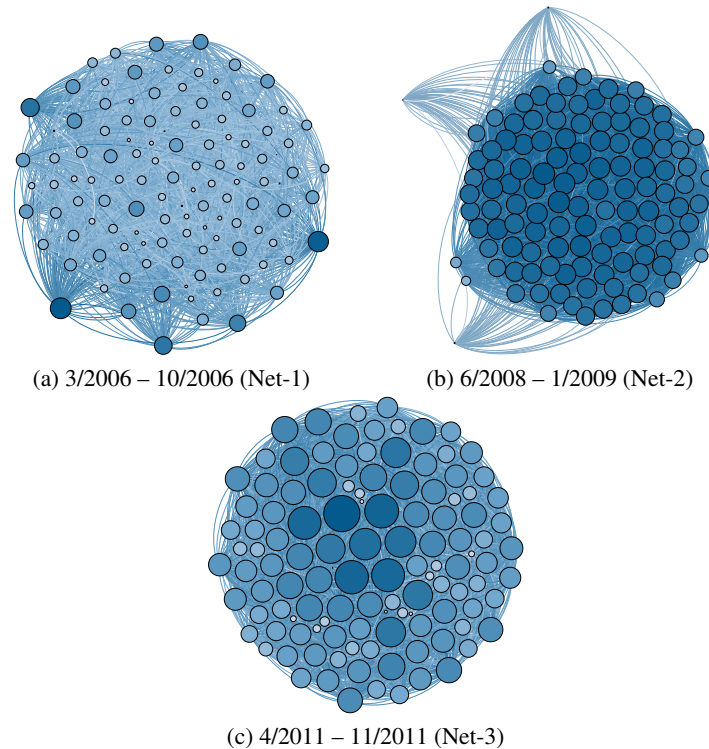 (a) 3/2006 – 10/2006 (Net-1)
(b) 6/2008 – 1/2009 (Net-2)
(c) 4/2011 – 11/2011 (Net-3)